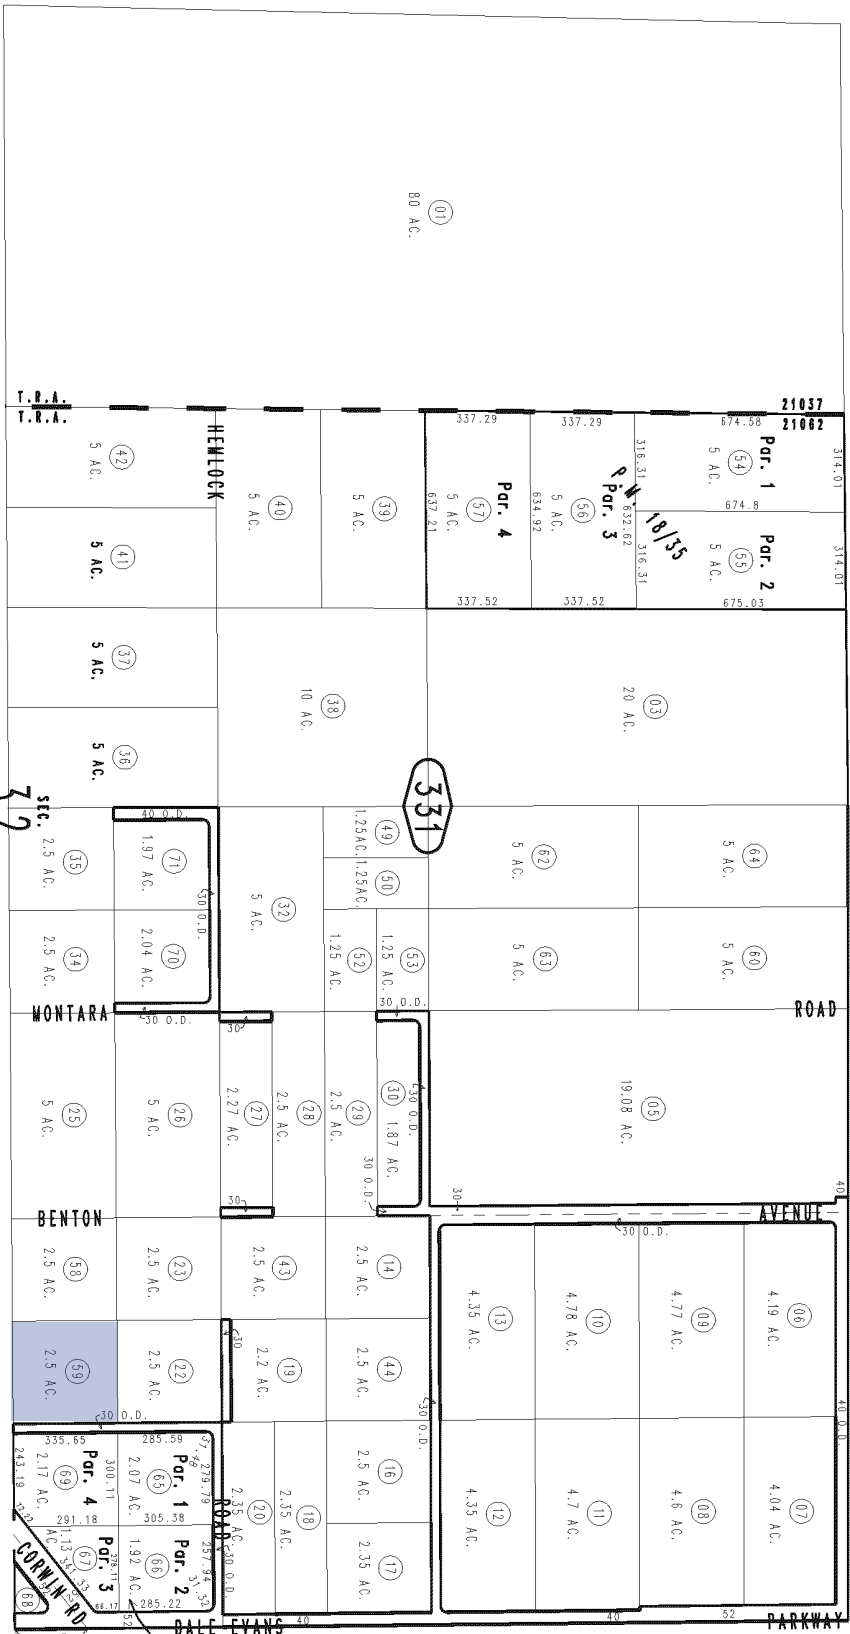 01
80 AC.
T.R.A.
T.R.A.
21037
21062
HEMLOCK
42
5 AC.
41
5 AC.
40
5 AC.
39
5 AC.
337.29
337.29
674.58
314.01
Par. 1
54
5 AC.
674.8
316.31
P.M. 18/35
Par. 4
57
5 AC.
637.21
634.92
Par. 3
56
5 AC.
632.62
316.31
Par. 2
55
5 AC.
314.01
337.52
337.52
675.03
37
5 AC.
36
5 AC.
38
10 AC.
03
20 AC.
331
SEC.
32
35
2.5 AC.
40 O.D.
71
1.97 AC.
30 O.D.
34
2.5 AC.
70
2.04 AC.
32
5 AC.
49
1.25AC.
50
1.25AC.
52
1.25 AC.
53
1.25 AC.
62
5 AC.
64
5 AC.
63
5 AC.
60
5 AC.
MONTARA
ROAD
30 O.D.
30
30 O.D.
25
5 AC.
26
5 AC.
27
2.27 AC.
28
2.5 AC.
29
2.5 AC.
30
1.87 AC.
30 O.D.
30 O.D.
05
19.08 AC.
30
30
40
BENTON
AVENUE
30 O.D.
58
2.5 AC.
23
2.5 AC.
43
2.5 AC.
14
2.5 AC.
13
4.35 AC.
10
4.78 AC.
09
4.77 AC.
06
4.19 AC.
59
2.5 AC.
22
2.5 AC.
30
19
2.2 AC.
44
2.5 AC.
30 O.D.
40 O.D.
30 O.D.
335.65
285.59
Par. 4
69
2.17 AC.
243.19
300.11
291.18
Par. 1
65
2.07 AC.
279.79
305.38
20
2.35 AC.
ROAD
30 O.D.
18
2.35 AC.
16
2.5 AC.
17
2.35 AC.
12
4.35 AC.
11
4.7 AC.
08
4.6 AC.
07
4.04 AC.
Par. 3
67
1.13 AC.
341.33
Par. 2
66
1.92 AC.
257.94
31.32
285.22
CORWIN RD
68
52
DALE EVANS
40
40
52
PARKWAY